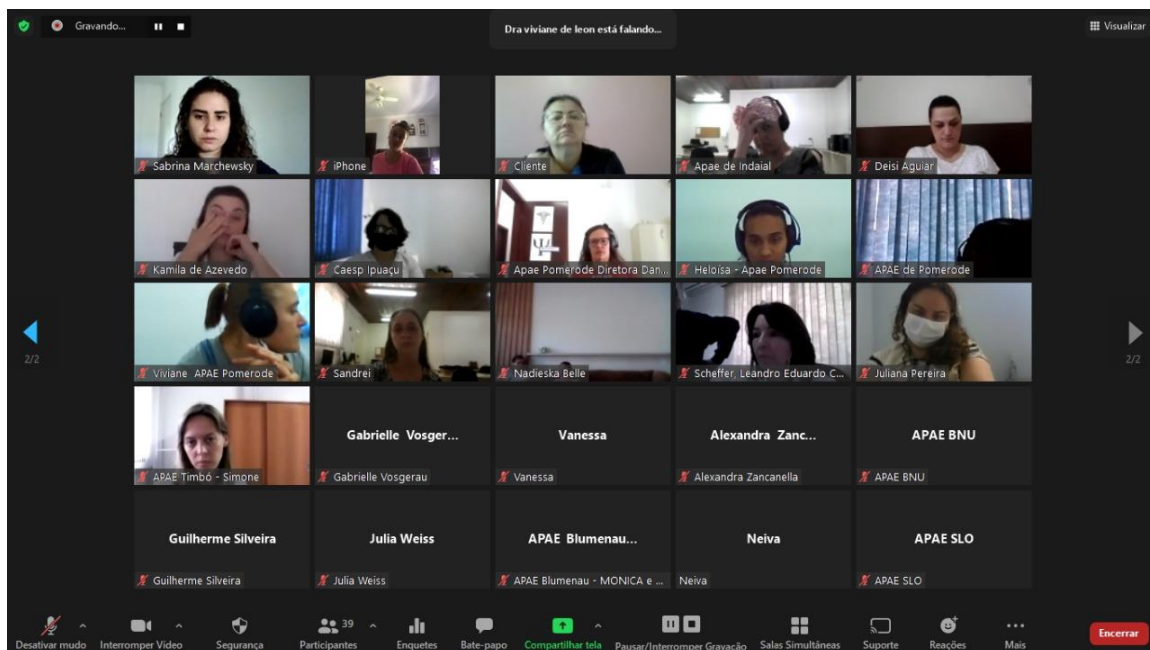 Gravando...
Dra viviane de leon está falando...
Visualizar
Sabrina Marchewsky
iPhone
Cliente
Apae de Indaial
Deisi Aguiar
Kamila de Azevedo
Caesp Ipuaçu
Apae Pomerode Diretora Dan...
Heloísa - Apae Pomerode
APAE de Pomerode
2/2
2/2
Viviane APAE Pomerode
Sandrei
Nadieska Belle
Scheffer, Leandro Eduardo C...
Juliana Pereira
APAE Timbó - Simone
Gabrielle Vosger...
Gabrielle Vosgerau
Vanessa
Vanessa
Alexandra Zanc...
Alexandra Zancanella
APAE BNU
APAE BNU
Guilherme Silveira
Guilherme Silveira
Julia Weiss
Julia Weiss
APAE Blumenau...
APAE Blumenau - MONICA e ...
Neiva
Neiva
APAE SLO
APAE SLO
Desativar mudo
Interromper Vídeo
Segurança
39
Participantes
Enquetes
Bate-papo
Compartilhar tela
Pausar/Interromper Gravação
Salas Simultâneas
Suporte
Reações
Mais
Encerrar